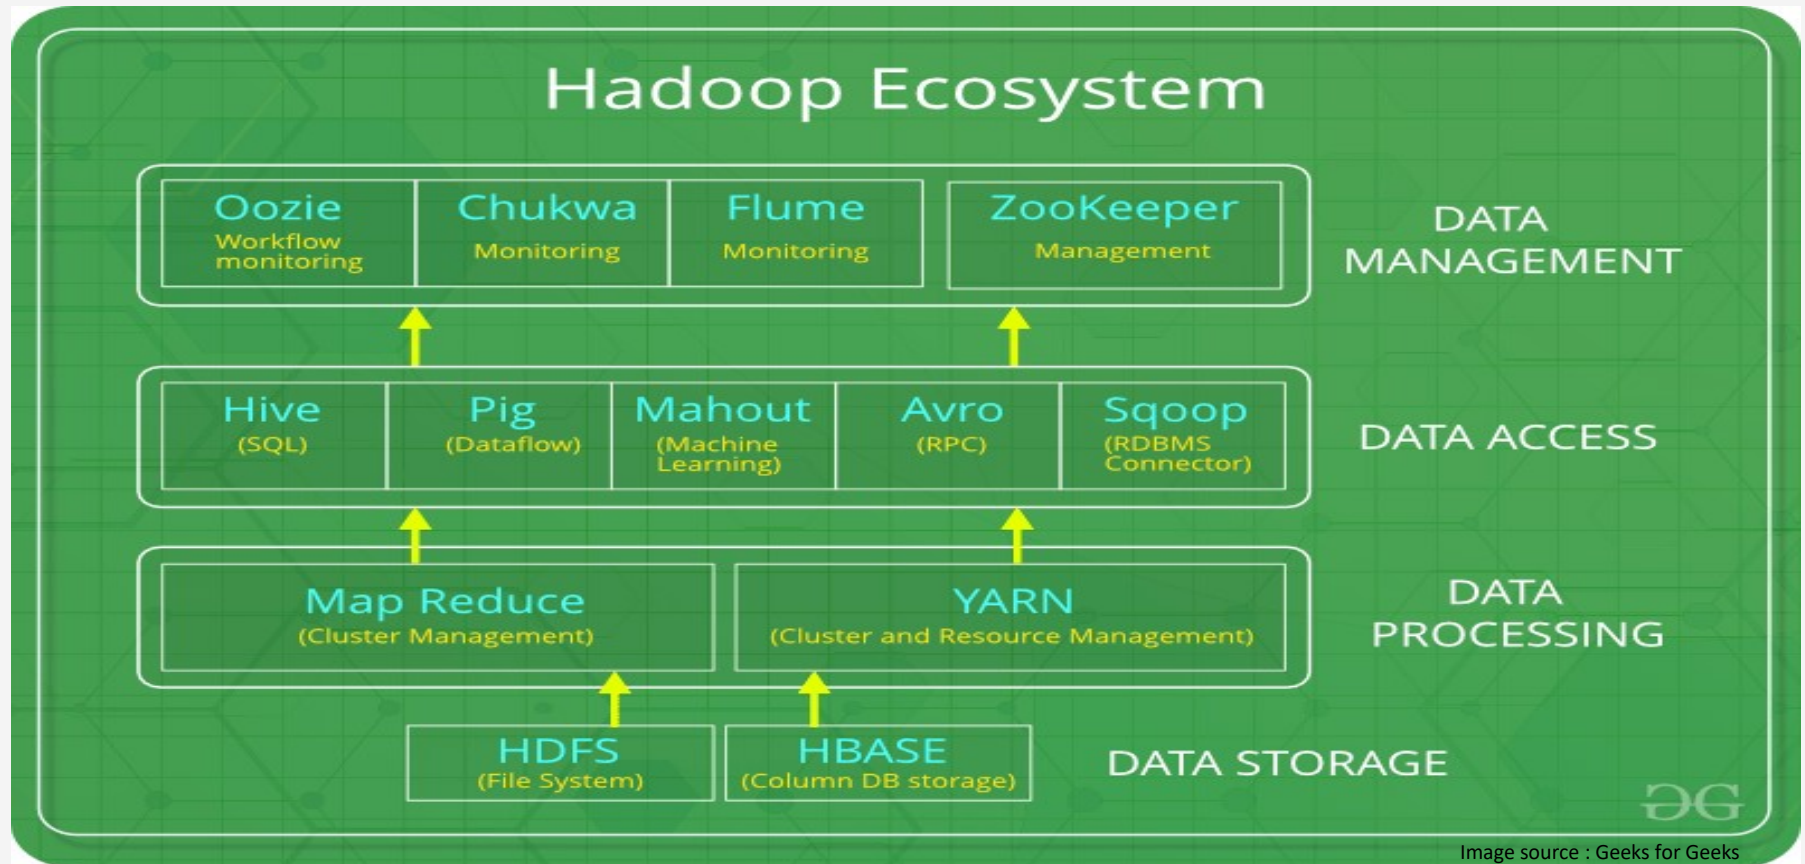 Hadoop Ecosystem
Oozie
Workflow
monitoring
Chukwa
Monitoring
Flume
Monitoring
ZooKeeper
Management
DATA
MANAGEMENT
Hive
(SQL)
Pig
(Dataflow)
Mahout
(Machine
Learning)
Avro
(RPC)
Sqoop
(RDBMS
Connector)
DATA ACCESS
Map Reduce
(Cluster Management)
YARN
(Cluster and Resource Management)
DATA
PROCESSING
HDFS
(File System)
HBASE
(Column DB storage)
DATA STORAGE
Image source : Geeks for Geeks